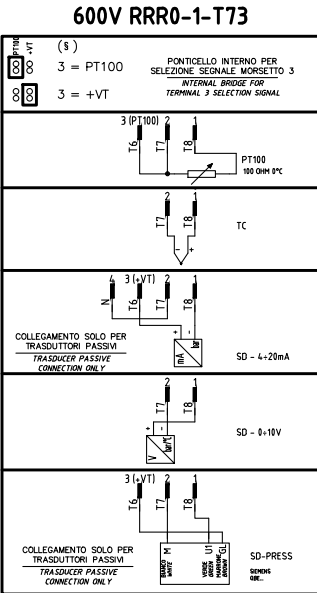 600V RRR0-1-T73
PT100
+VT
(§)
3 = PT100
3 = +VT
PONTICELLO INTERNO PER
SELEZIONE SEGNALE MORSETTO 3
INTERNAL BRIDGE FOR
TERMINAL 3 SELECTION SIGNAL
3 (PT100) 2 1
T6 T7 T8
PT100
100 OHM 0°C
2 1
T7 T8
- +
TC
4 3 (+VT) 2 1
N T6 T7 T8
+ -
mA bar
COLLEGAMENTO SOLO PER
TRASDUTTORI PASSIVI
TRASDUCER PASSIVE
CONNECTION ONLY
SD - 4÷20mA
2 1
T7 T8
+ -
V bar/°C
SD - 0÷10V
3 (+VT) 2 1
T6 T7 T8
M U1 GL
BIANCO
WHITE
VERDE
GREEN
MARRONE
BROWN
COLLEGAMENTO SOLO PER
TRASDUTTORI PASSIVI
TRASDUCER PASSIVE
CONNECTION ONLY
SD-PRESS
SIEMENS
QBE...